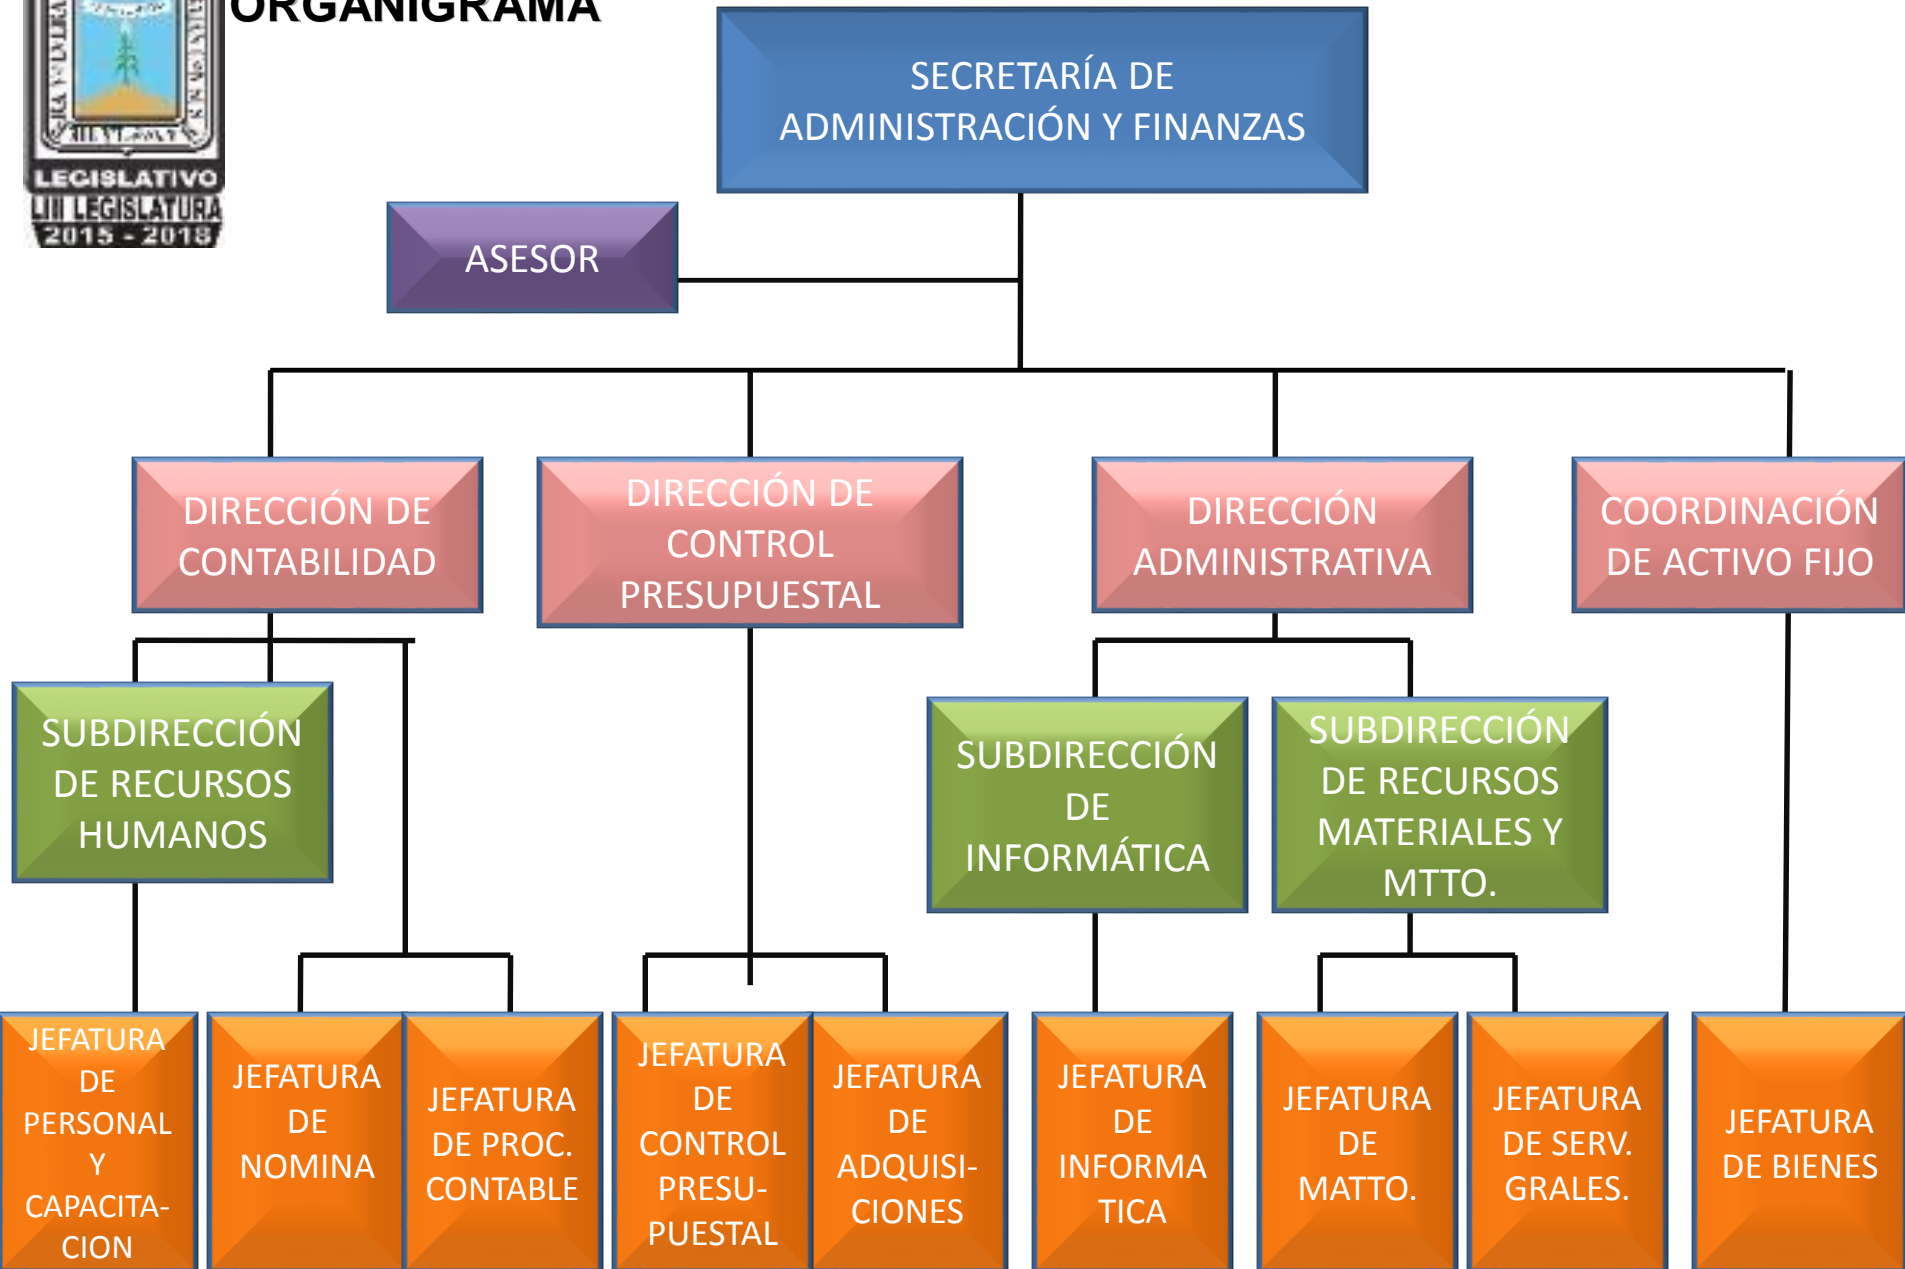 ORGANIGRAMA
LEGISLATIVO
LIII LEGISLATURA
2015 - 2018
SECRETARÍA DE
ADMINISTRACIÓN Y FINANZAS
ASESOR
DIRECCIÓN DE
CONTABILIDAD
DIRECCIÓN DE
CONTROL
PRESUPUESTAL
DIRECCIÓN
ADMINISTRATIVA
COORDINACIÓN
DE ACTIVO FIJO
SUBDIRECCIÓN
DE RECURSOS
HUMANOS
SUBDIRECCIÓN
DE
INFORMÁTICA
SUBDIRECCIÓN
DE RECURSOS
MATERIALES Y
MTTO.
JEFATURA
DE
PERSONAL
Y
CAPACITA-
CION
JEFATURA
DE
NOMINA
JEFATURA
DE PROC.
CONTABLE
JEFATURA
DE
CONTROL
PRESU-
PUESTAL
JEFATURA
DE
ADQUISI-
CIONES
JEFATURA
DE
INFORMA
TICA
JEFATURA
DE
MATTO.
JEFATURA
DE SERV.
GRALES.
JEFATURA
DE BIENES